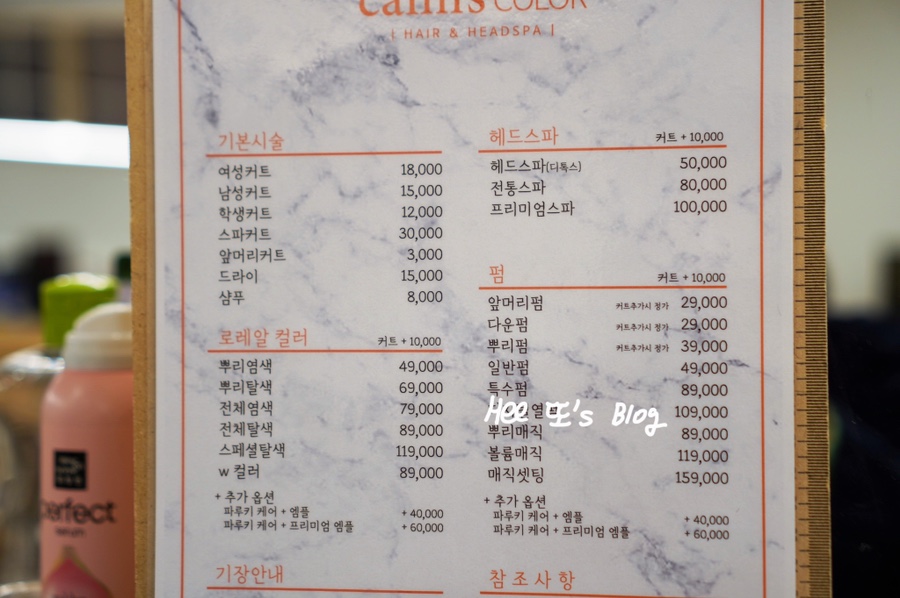 COLOR
| HAIR & HEADSPA |
기본시술
여성커트 18,000
남성커트 15,000
학생커트 12,000
스파커트 30,000
앞머리커트 3,000
드라이 15,000
샴푸 8,000
로레알 컬러 커트 + 10,000
뿌리염색 49,000
뿌리탈색 69,000
전체염색 79,000
전체탈색 89,000
스페셜탈색 119,000
w 컬러 89,000
+ 추가 옵션
파루키 케어 + 엠플 + 40,000
파루키 케어 + 프리미엄 엠플 + 60,000
기장안내
헤드스파 커트 + 10,000
헤드스파(디톡스) 50,000
전통스파 80,000
프리미엄스파 100,000
펌 커트 + 10,000
앞머리펌 커트추가시 정가 29,000
다운펌 커트추가시 정가 29,000
뿌리펌 커트추가시 정가 39,000
일반펌 49,000
특수펌 89,000
109,000
Hee 또's Blog
뿌리매직 89,000
볼륨매직 119,000
매직셋팅 159,000
+ 추가 옵션
파루키 케어 + 엠플 + 40,000
파루키 케어 + 프리미엄 엠플 + 60,000
참조사항
perfect
serum